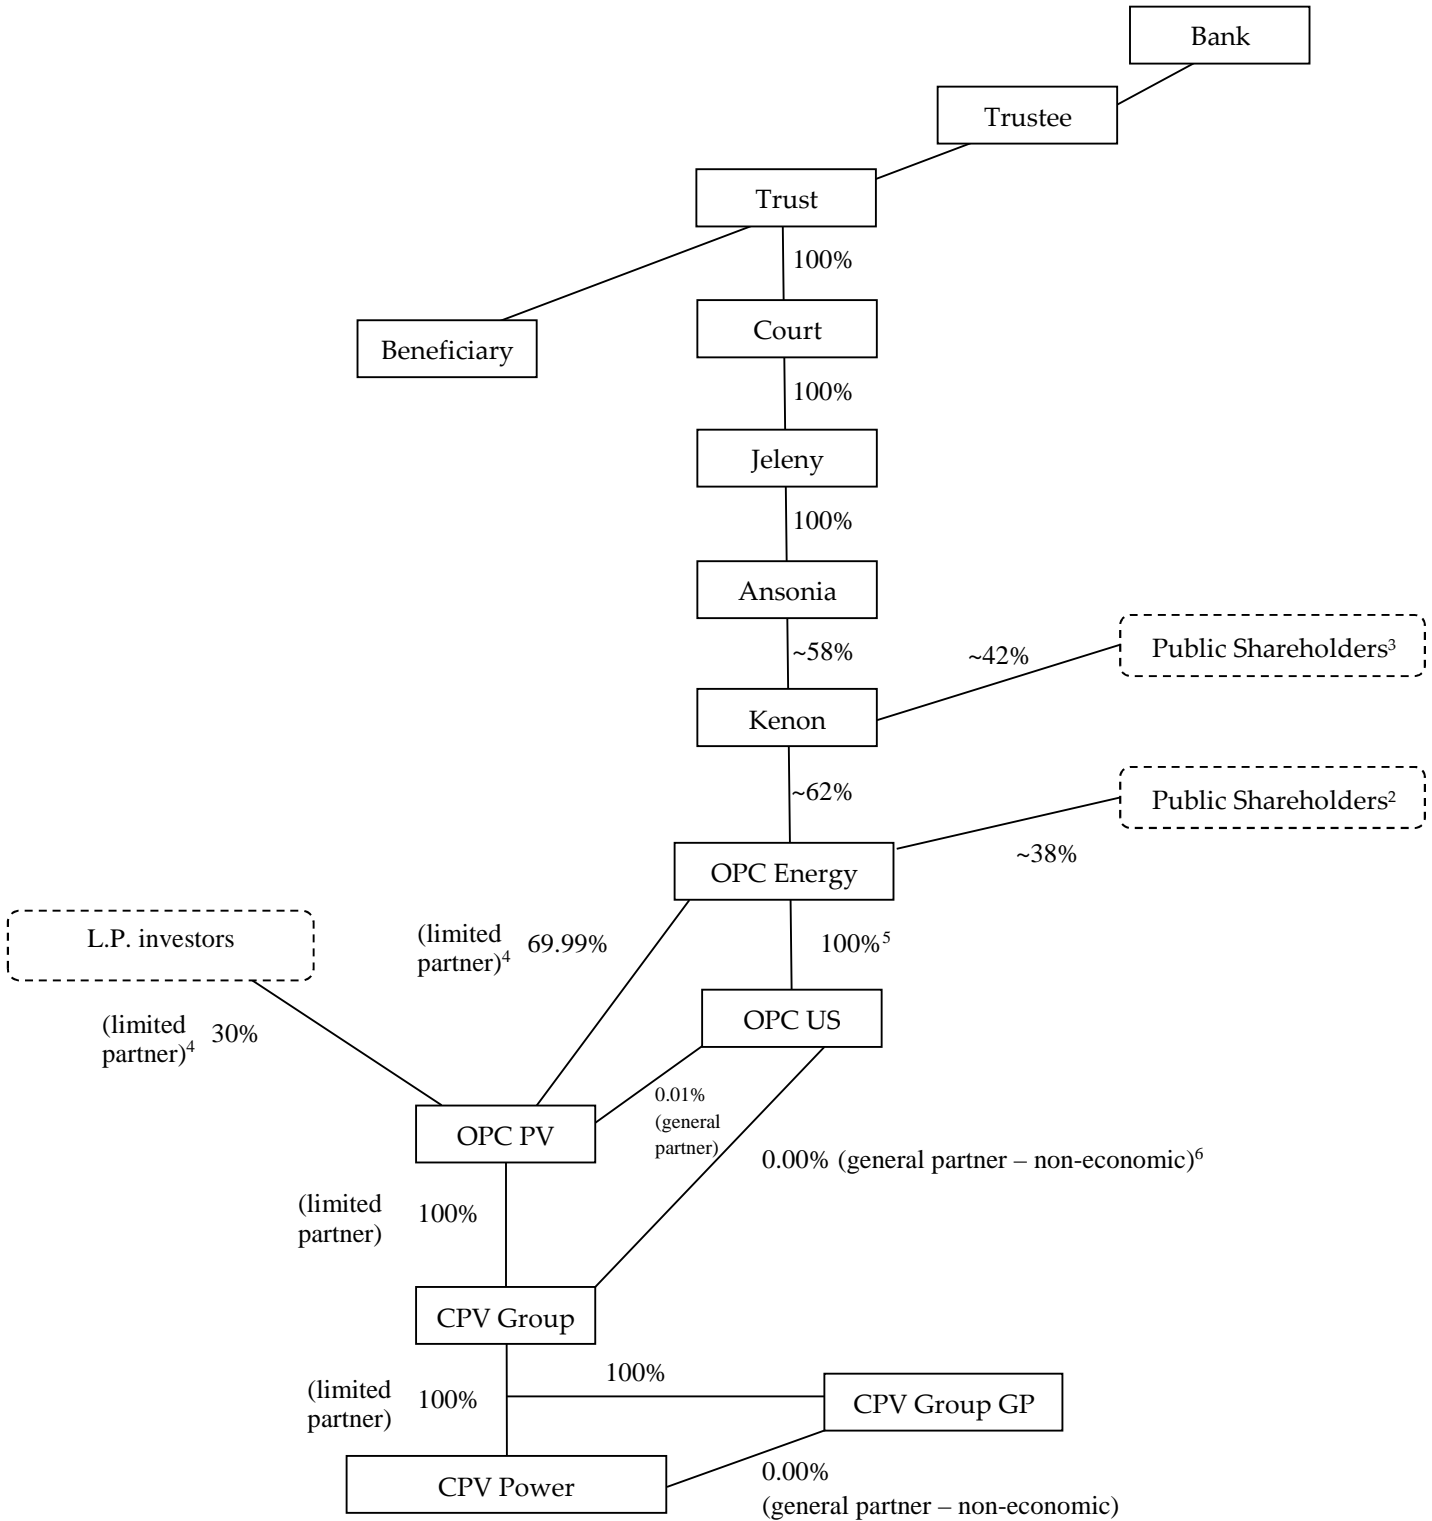 Bank
Trustee
Trust
100%
Beneficiary
Court
100%
Jeleny
100%
Ansonia
~58%
~42%
Public Shareholders³
Kenon
~62%
Public Shareholders²
~38%
OPC Energy
L.P. investors
(limited
partner)⁴
69.99%
100%⁵
(limited
partner)⁴
30%
OPC US
0.01%
(general
partner)
OPC PV
0.00% (general partner – non-economic)⁶
(limited
partner)
100%
CPV Group
100%
(limited
partner)
100%
CPV Group GP
CPV Power
0.00%
(general partner – non-economic)